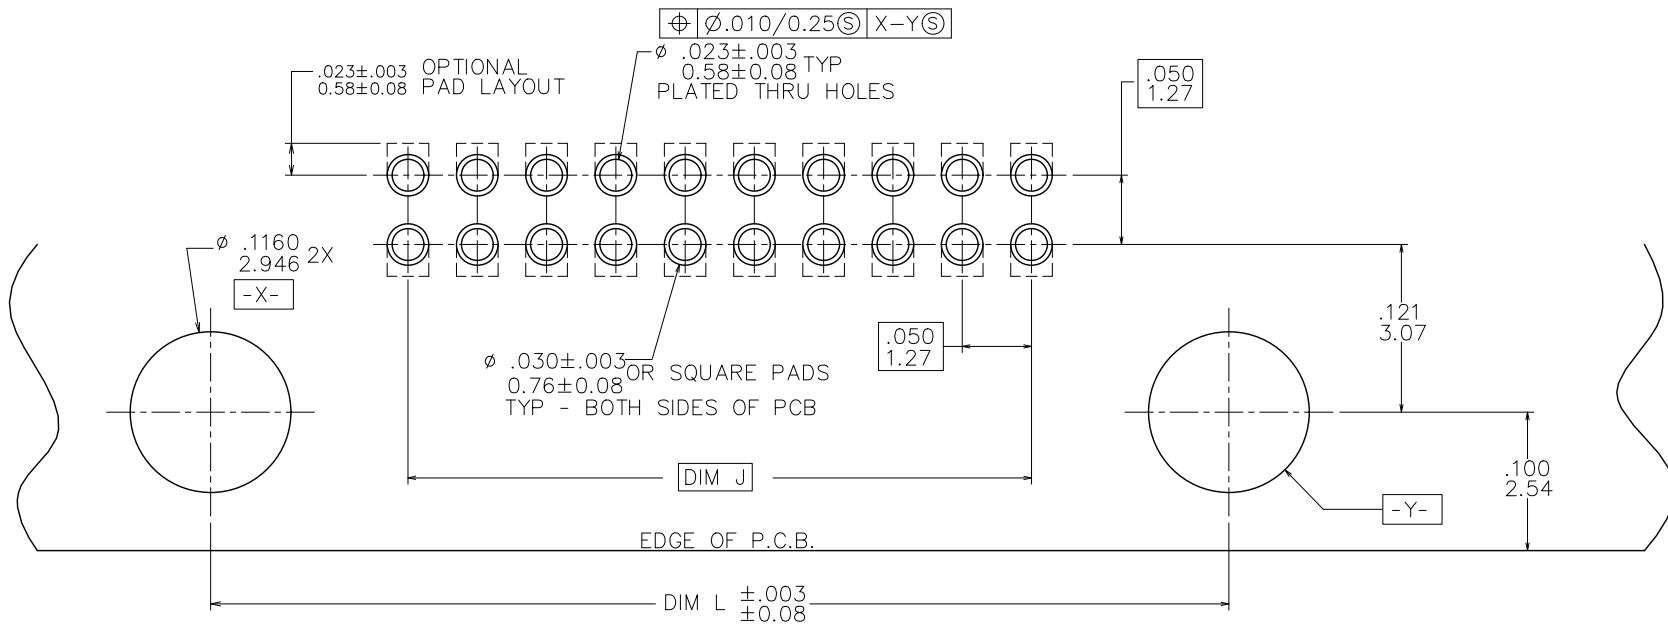 ⌖ Ø.010/0.25Ⓢ X-YⓈ
.023±.003 OPTIONAL
0.58±0.08 PAD LAYOUT
ø .023±.003 TYP
0.58±0.08
PLATED THRU HOLES
.050
1.27
ø .1160 2X
2.946
-X-
.121
3.07
.050
1.27
ø .030±.003 OR SQUARE PADS
0.76±0.08
TYP - BOTH SIDES OF PCB
DIM J
.100
2.54
-Y-
EDGE OF P.C.B.
DIM L ±.003
±0.08